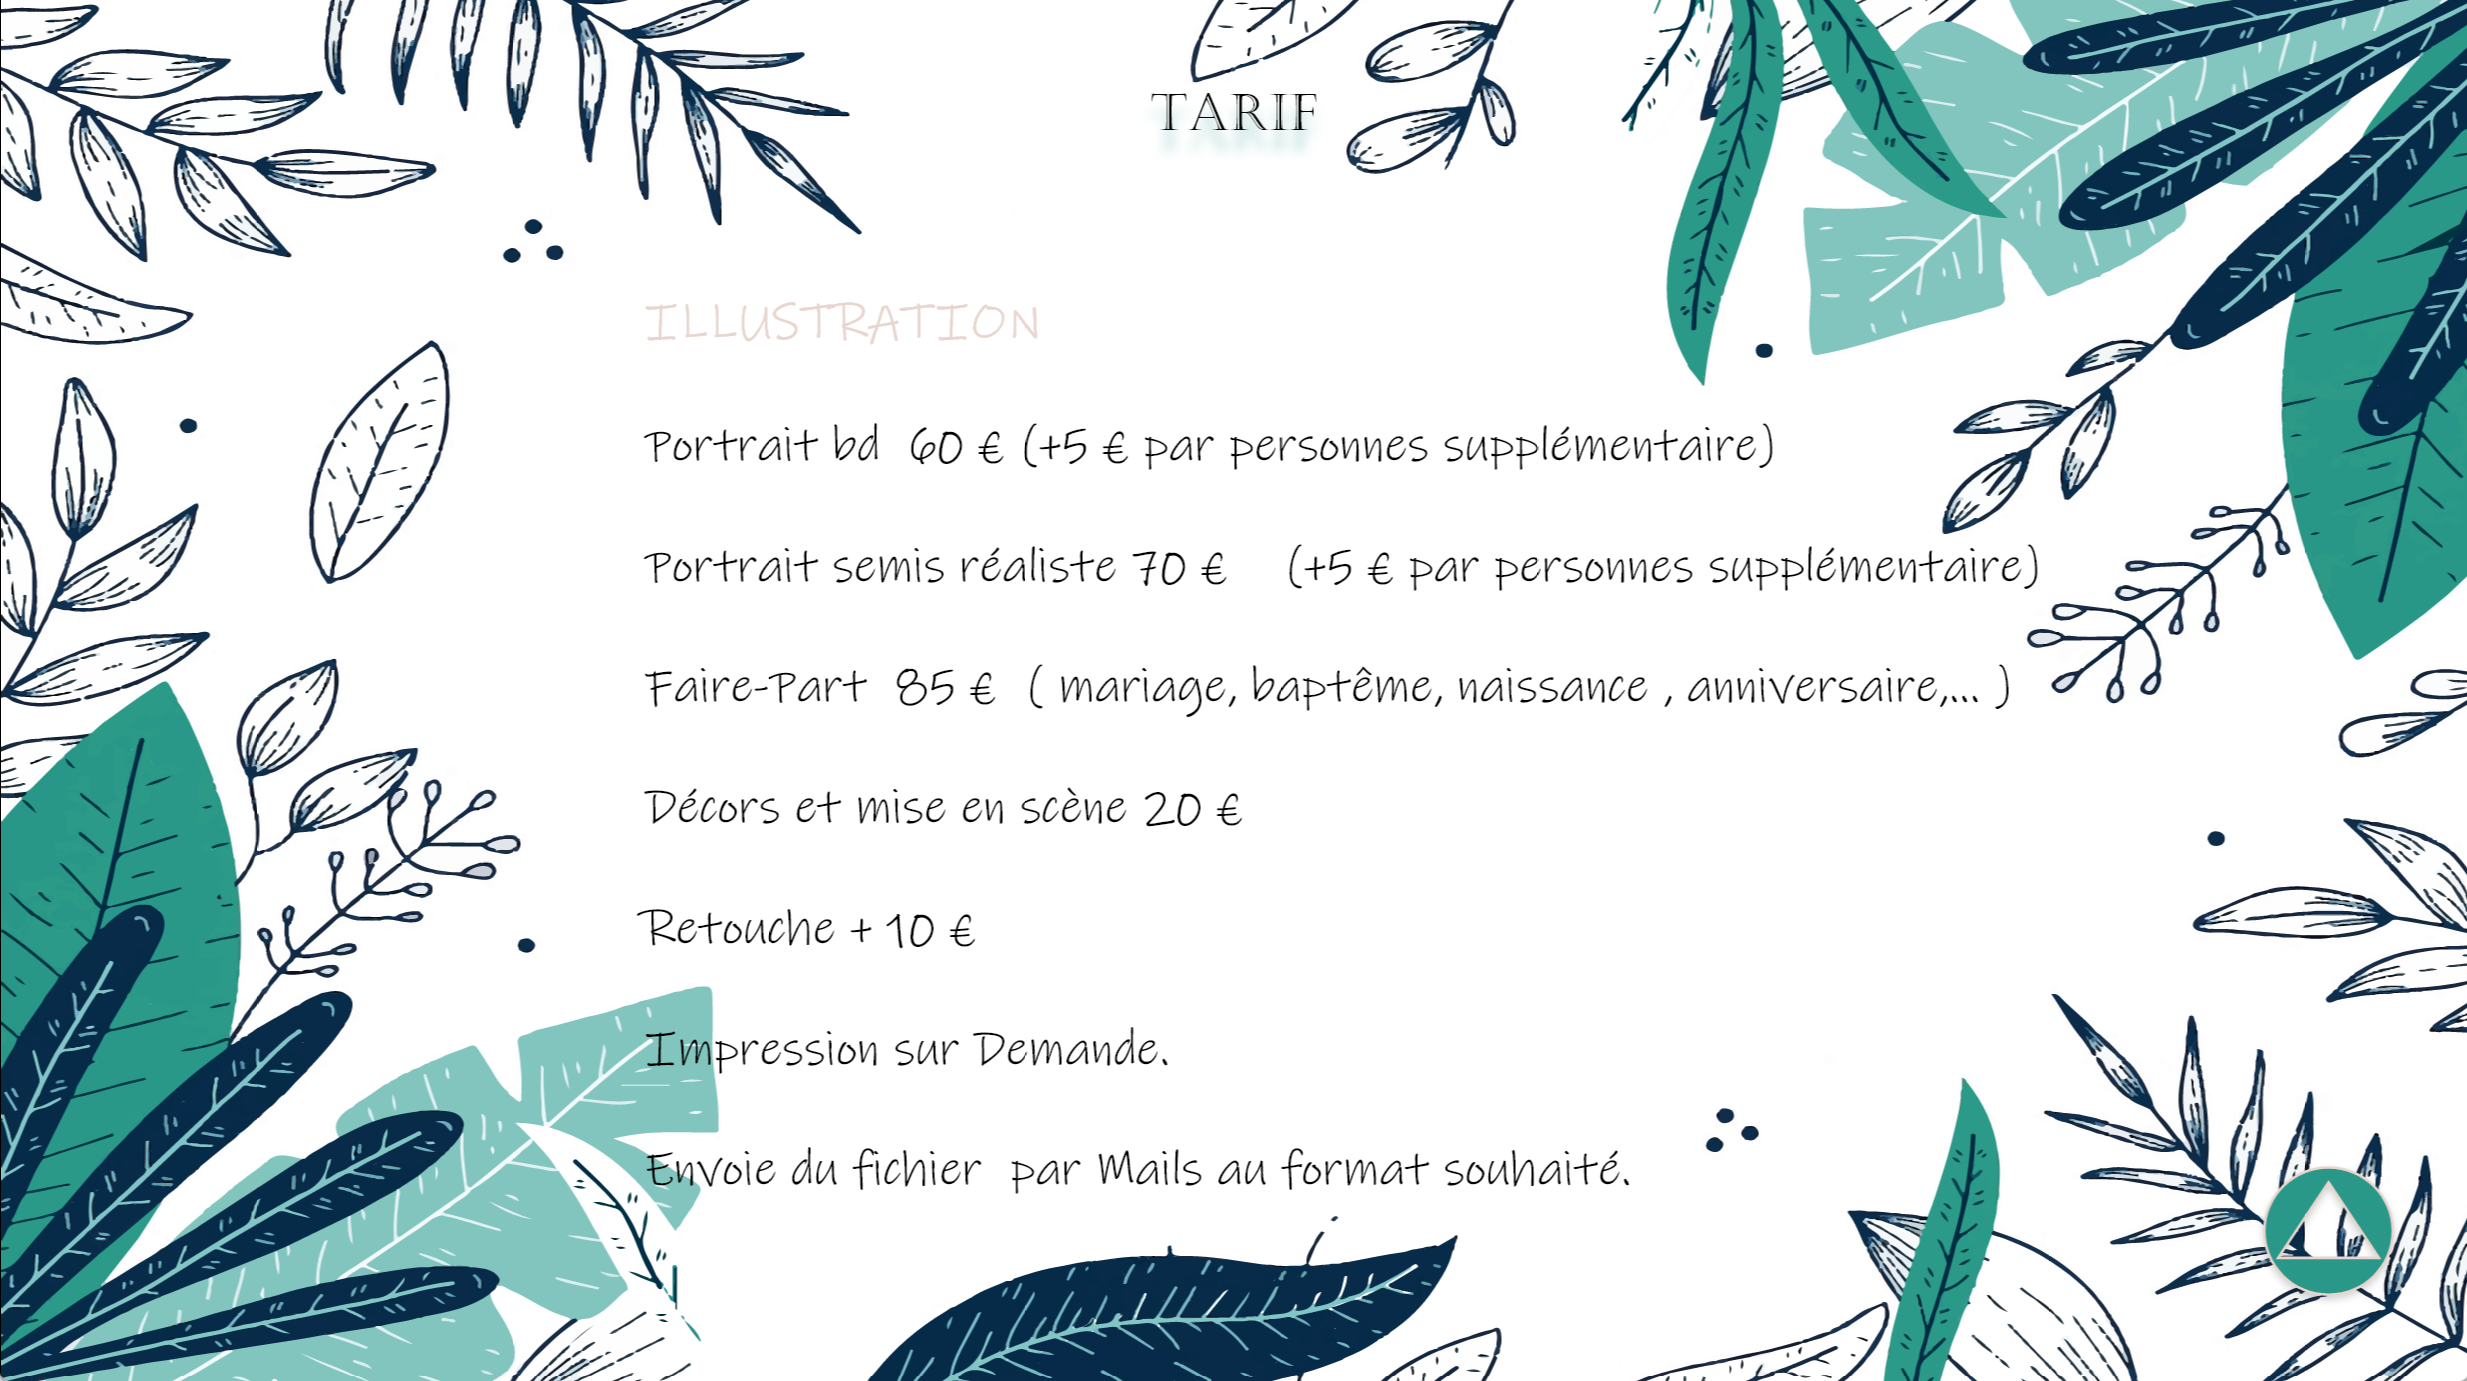 TARIF
ILLUSTRATION
Portrait bd 60 € (+5 € par personnes supplémentaire)
Portrait semis réaliste 70 € (+5 € par personnes supplémentaire)
Faire-Part 85 € ( mariage, baptême, naissance , anniversaire,... )
Décors et mise en scène 20 €
Retouche + 10 €
Impression sur Demande.
Envoie du fichier par Mails au format souhaité.